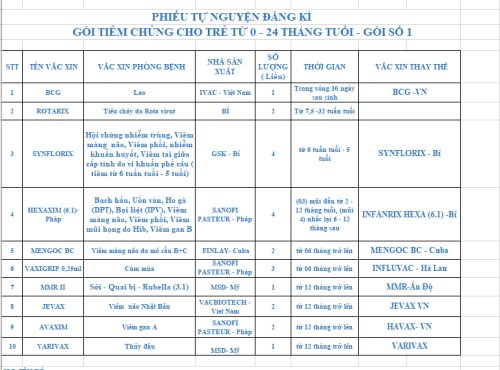 PHIẾU TỰ NGUYỆN ĐĂNG KÍ
GÓI TIÊM CHỦNG CHO TRẺ TỪ 0 - 24 THÁNG TUỔI - GÓI SỐ 1
STT TÊN VẮC XIN VẮC XIN PHÒNG BỆNH NHÀ SẢN XUẤT SỐ LƯỢNG ( Liều) THỜI GIAN VẮC XIN THAY THẾ
1 BCG Lao IVAC - Việt Nam 1 Trong vòng 30 ngày sau sinh BCG -VN
2 ROTARIX Tiêu chảy do Rota virut BỈ 2 Từ 7,5 -32 tuần tuổi
3 SYNFLORIX Hội chứng nhiễm trùng, Viêm màng não, Viêm phổi, nhiễm khuẩn huyết, Viêm tai giữa cấp tính do vi khuẩn phế cầu ( tiêm từ 6 tuần tuổi - 5 tuổi) GSK - Bỉ 4 từ 6 tuần tuổi - 5 tuổi SYNFLORIX - Bỉ
4 HEXAXIM (6.1)- Pháp Bạch hầu, Uốn ván, Ho gà (DPT), Bại liệt (IPV), Viêm màng não, Viêm phổi, Viêm mũi họng do Hib, Viêm gan B SANOFI PASTEUR - Pháp 4 (03) mũi đầu từ 2 - 12 tháng tuổi, (mũi 4) nhắc lại 6 - 12 tháng sau INFANRIX HEXA (6.1) -Bỉ
5 MENGOC BC Viêm màng não do mô cầu B+C FINLAY- Cuba 2 từ 06 tháng trở lên MENGOC BC - Cuba
6 VAXIGRIP 0,25ml Cúm mùa SANOFI PASTEUR - Pháp 3 từ 06 tháng trở lên INFLUVAC - Hà Lan
7 MMR II Sởi - Quai bị - Rubella (3.1) MSD- Mỹ 1 từ 12 tháng trở lên MMR-Ấn Độ
8 JEVAX Viêm não Nhật Bản VACBIOTECH - Việt Nam 2 từ 12 tháng trở lên JEVAX VN
9 AVAXIM Viêm gan A SANOFI PASTEUR - Pháp 2 từ 12 tháng trở lên HAVAX- VN
10 VARIVAX Thủy đậu MSD- Mỹ 1 từ 12 tháng trở lên VARIVAX